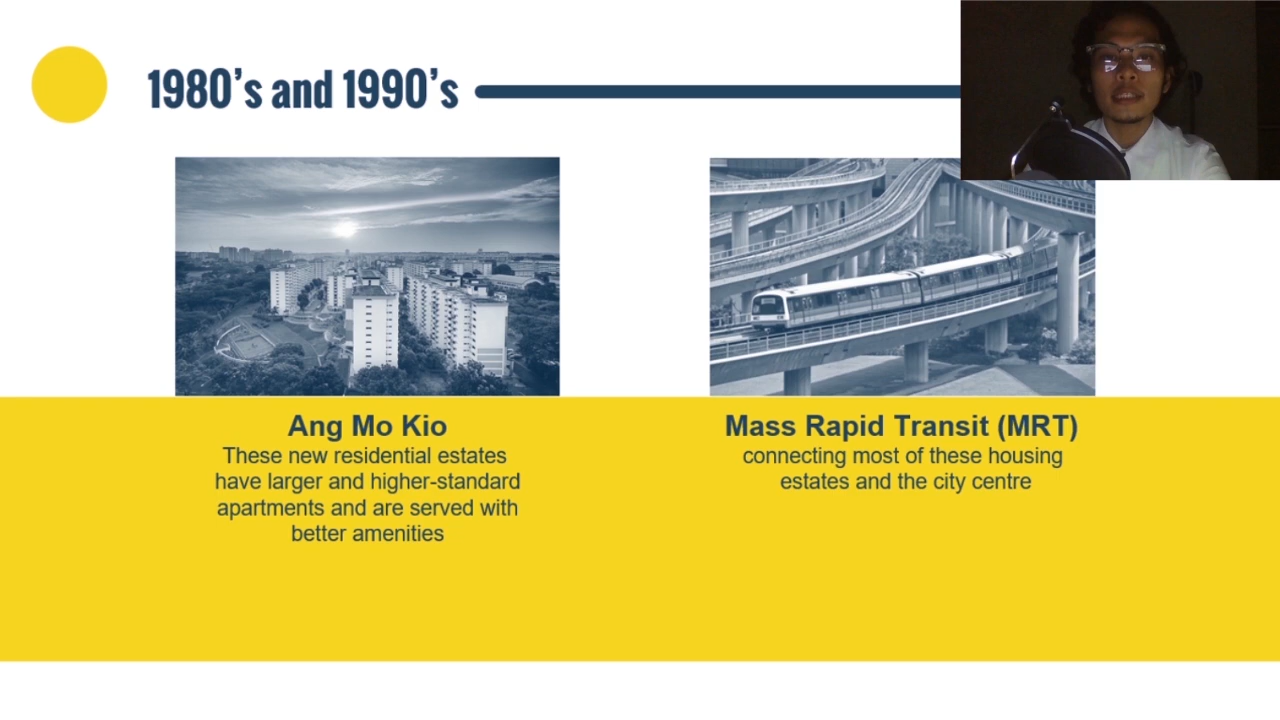 1980's and 1990's
Ang Mo Kio
These new residential estates
have larger and higher-standard
apartments and are served with
better amenities
Mass Rapid Transit (MRT)
connecting most of these housing
estates and the city centre